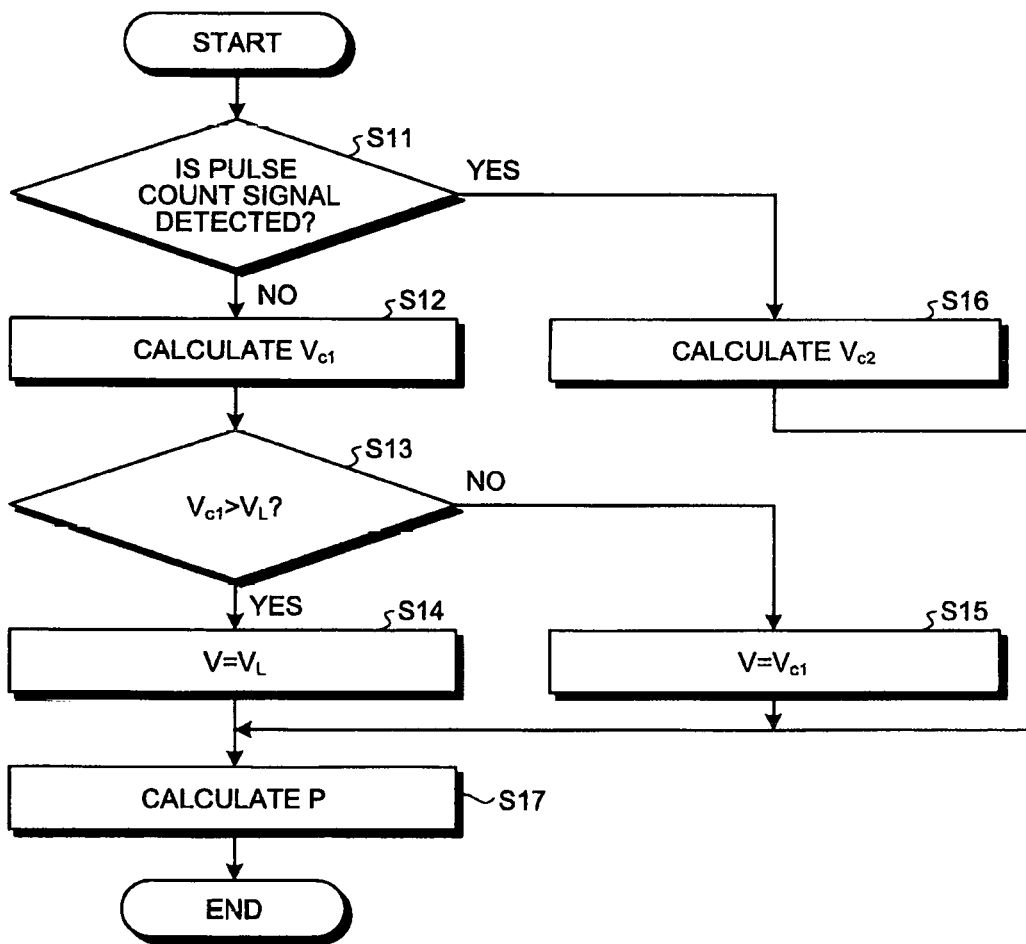 START
S11
IS PULSE
COUNT SIGNAL
DETECTED?
YES
NO
S12
CALCULATE Vc1
S16
CALCULATE Vc2
S13
Vc1>VL?
NO
YES
S14
V=VL
S15
V=Vc1
CALCULATE P
S17
END